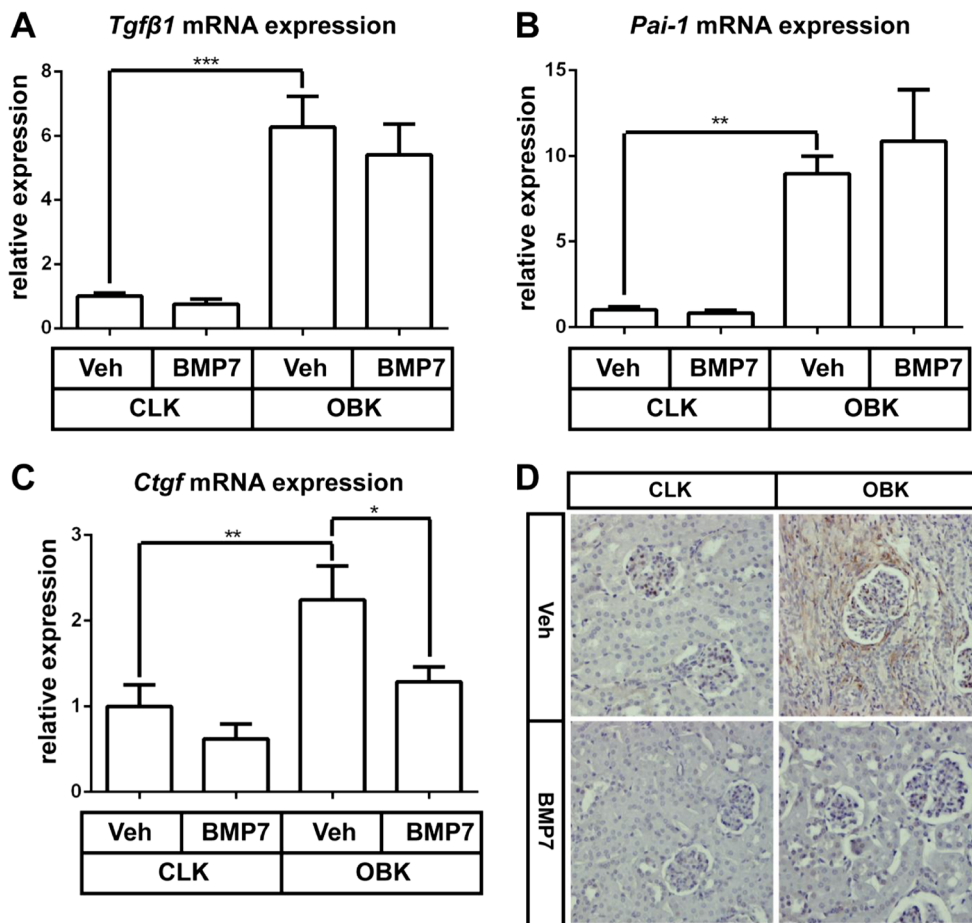 A
Tgfβ1 mRNA expression
relative expression
8
6
4
2
0
***
Veh BMP7 Veh BMP7
CLK OBK
B
Pai-1 mRNA expression
relative expression
15
10
5
0
**
Veh BMP7 Veh BMP7
CLK OBK
C
Ctgf mRNA expression
relative expression
3
2
1
0
**
*
Veh BMP7 Veh BMP7
CLK OBK
D
CLK OBK
Veh
BMP7